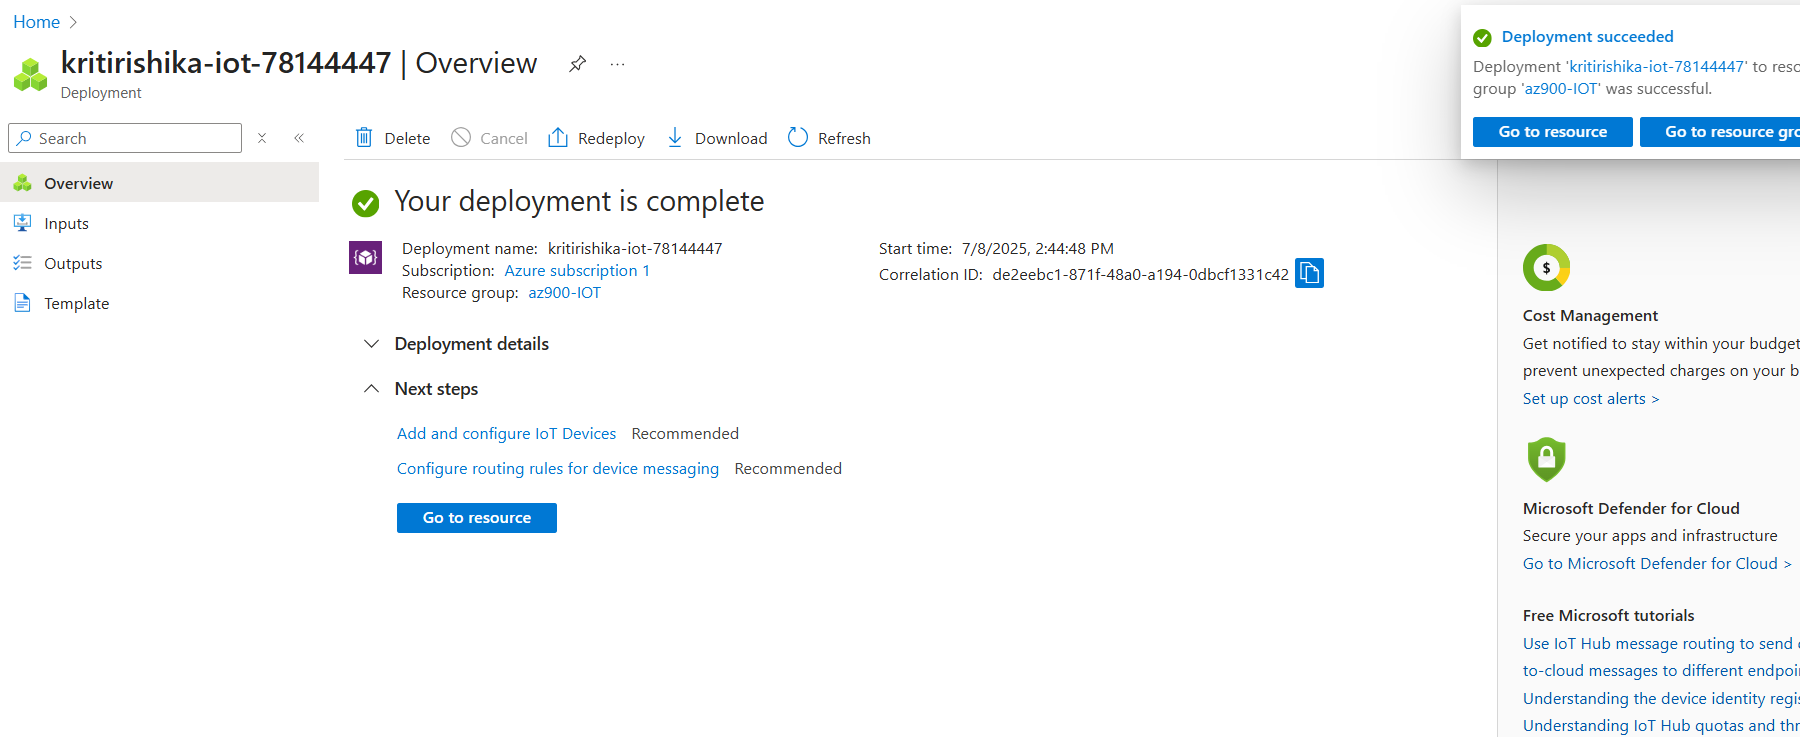 Home
kritirishika-iot-78144447 | Overview
Deployment
Search
Overview
Inputs
Outputs
Template
Delete
Cancel
Redeploy
Download
Refresh
Your deployment is complete
Deployment name: kritirishika-iot-78144447
Subscription: Azure subscription 1
Resource group: az900-IOT
Start time: 7/8/2025, 2:44:48 PM
Correlation ID: de2eebc1-871f-48a0-a194-0dbcf1331c42
Deployment details
Next steps
Add and configure IoT Devices Recommended
Configure routing rules for device messaging Recommended
Go to resource
Deployment succeeded
Deployment 'kritirishika-iot-78144447' to
group 'az900-IOT' was successful.
Go to resource
Go to resource
Cost Management
Get notified to stay within your budget
prevent unexpected charges on your
Set up cost alerts >
Microsoft Defender for Cloud
Secure your apps and infrastructure
Go to Microsoft Defender for Cloud >
Free Microsoft tutorials
Use IoT Hub message routing to send
to-cloud messages to different
Understanding the device identity
Understanding IoT Hub quotas and